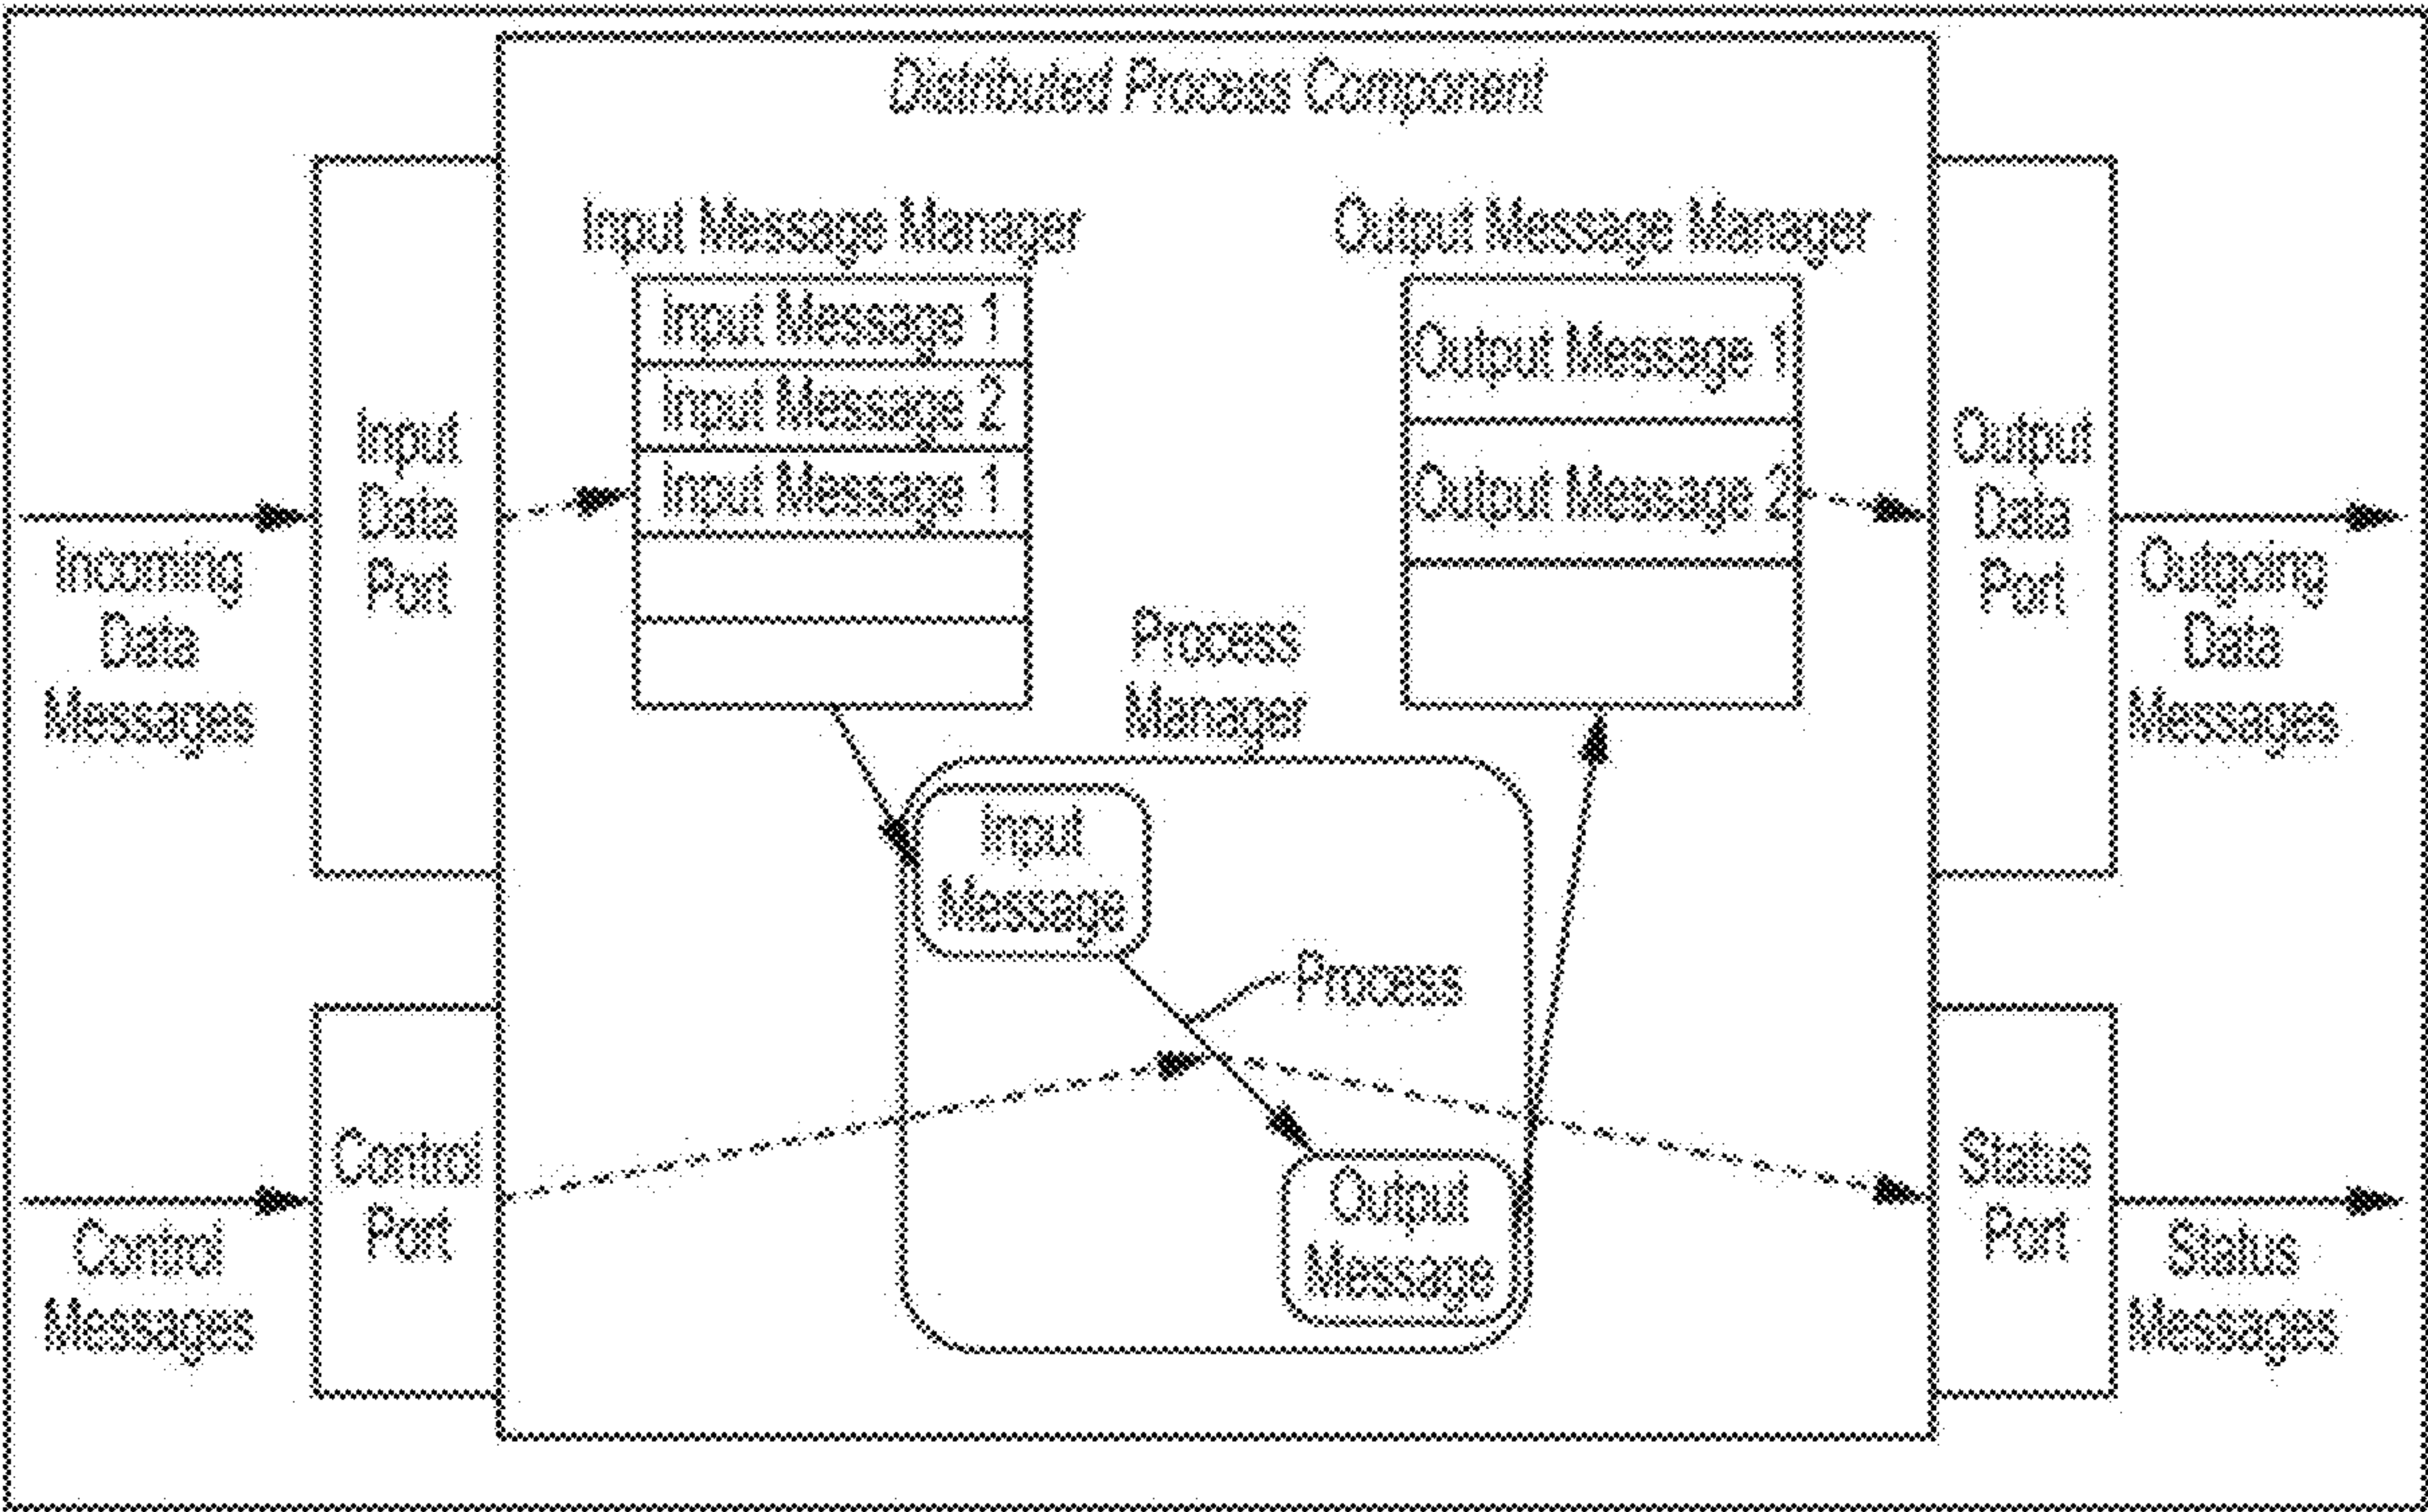 Distributed Process Component
Input Message Manager
Output Message Manager
Input Message 1
Input Message 2
Input Message 1
Output Message 1
Output Message 2
Input
Data
Port
Output
Data
Port
Incoming
Data
Messages
Outgoing
Data
Messages
Process
Manager
Input
Message
Process
Output
Message
Control
Port
Status
Port
Control
Messages
Status
Messages